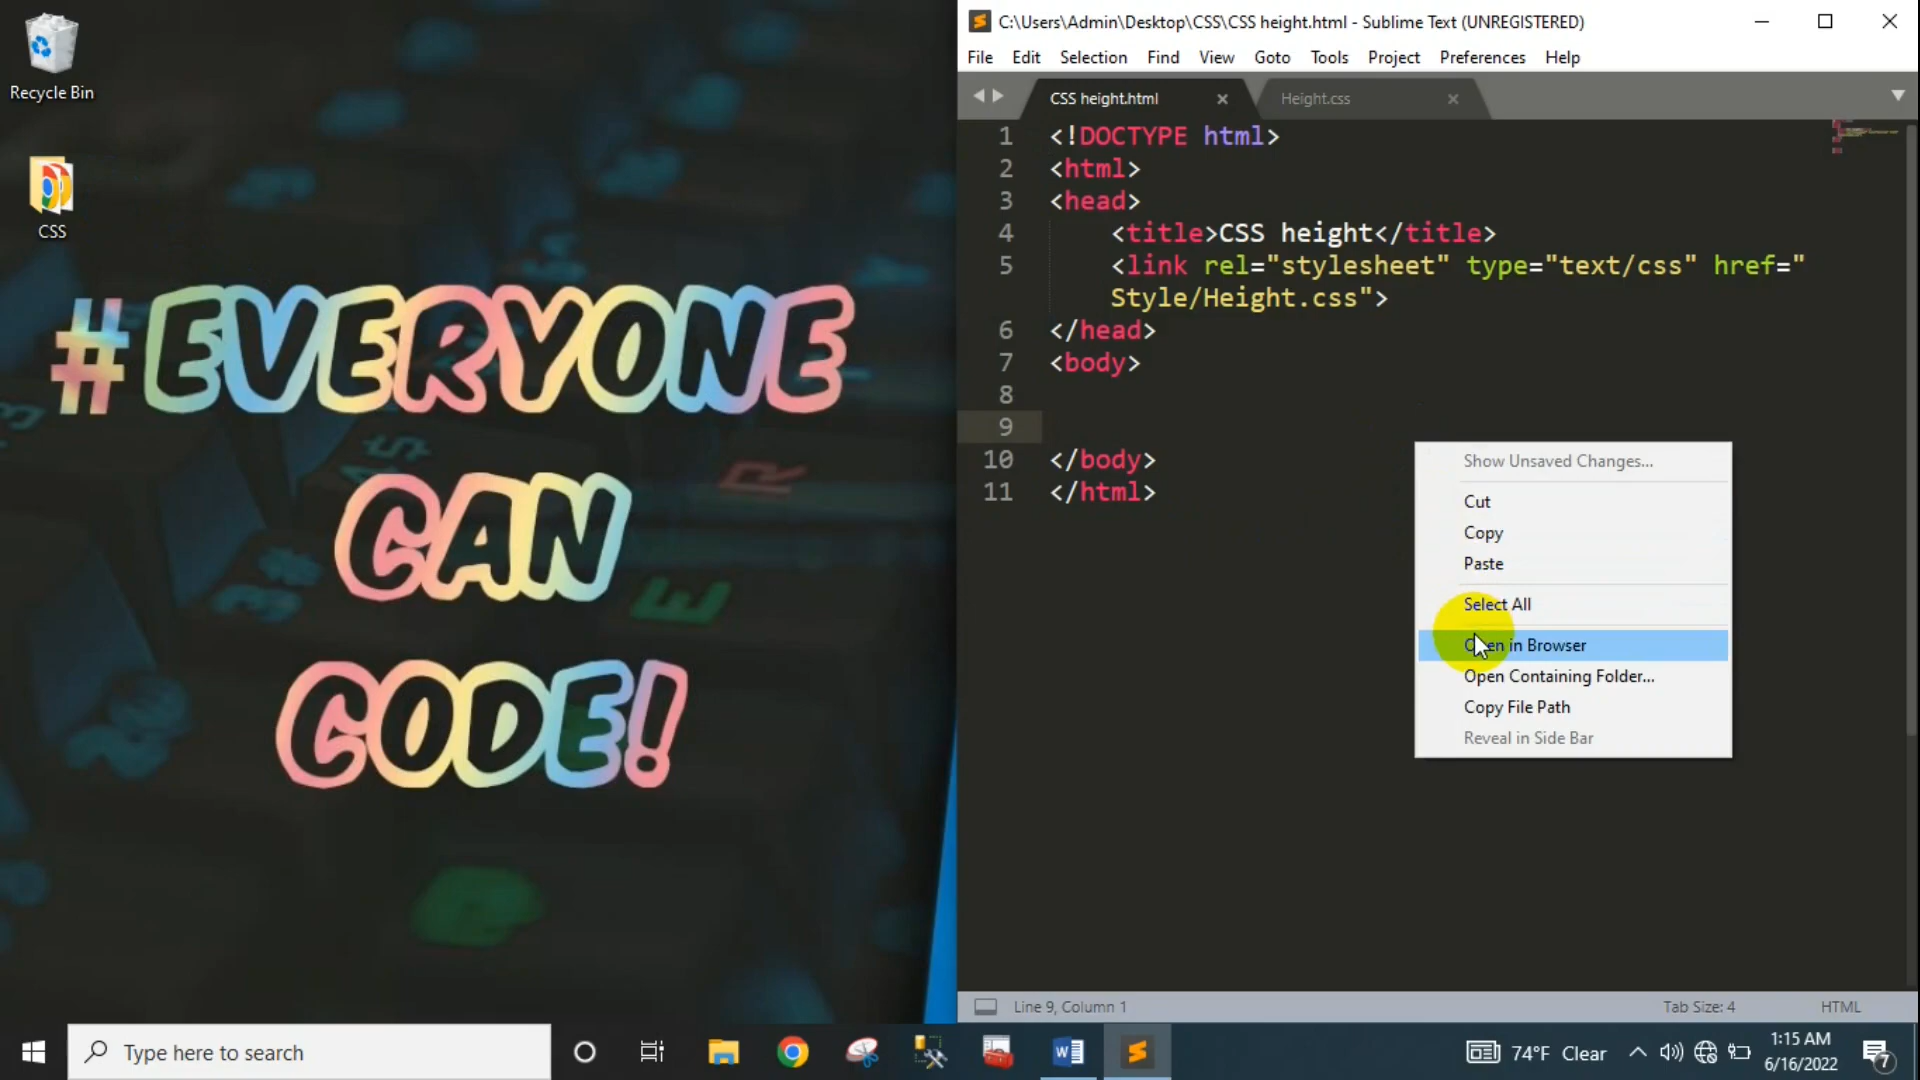 Recycle Bin
CSS
#EVERYONE
CAN
CODE!
C:\Users\Admin\Desktop\CSS\CSS height.html - Sublime Text (UNREGISTERED)
File Edit Selection Find View Goto Tools Project Preferences Help
CSS height.html Height.css
1 <!DOCTYPE html>
2 <html>
3 <head>
4 <title>CSS height</title>
5 <link rel="stylesheet" type="text/css" href="
Style/Height.css">
6 </head>
7 <body>
8
9
10 </body>
11 </html>
Show Unsaved Changes...
Cut
Copy
Paste
Select All
Open in Browser
Open Containing Folder...
Copy File Path
Reveal in Side Bar
Line 9, Column 1 Tab Size: 4 HTML
Type here to search
74°F Clear
1:15 AM
6/16/2022
7